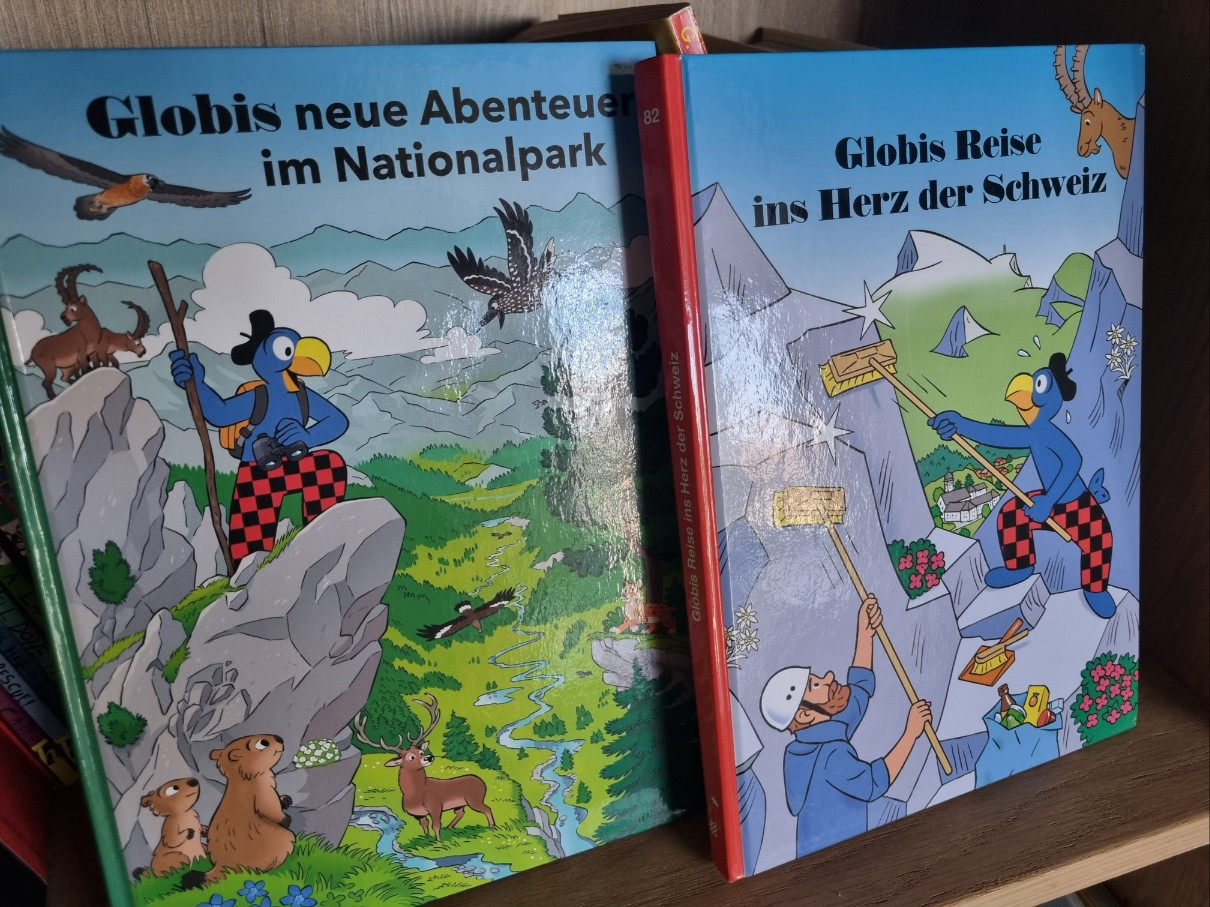 Globis neue Abenteuer
im Nationalpark
82
Globis Reise ins Herz der Schweiz
Globis Reise
ins Herz der Schweiz